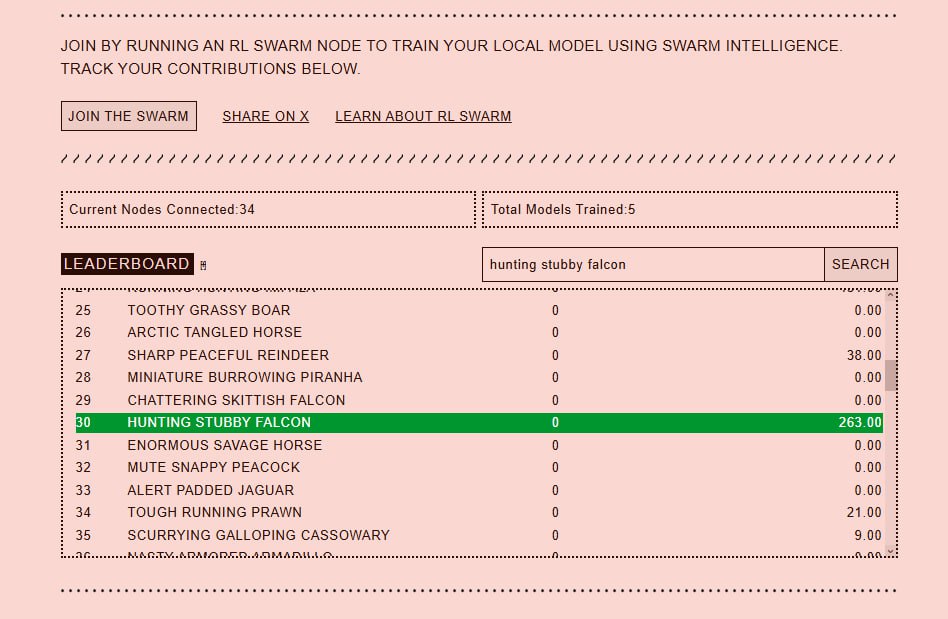 JOIN BY RUNNING AN RL SWARM NODE TO TRAIN YOUR LOCAL MODEL USING SWARM INTELLIGENCE.
TRACK YOUR CONTRIBUTIONS BELOW.
JOIN THE SWARM SHARE ON X LEARN ABOUT RL SWARM
Current Nodes Connected:34 Total Models Trained:5
LEADERBOARD hunting stubby falcon SEARCH
25 TOOTHY GRASSY BOAR 0 0.00
26 ARCTIC TANGLED HORSE 0 0.00
27 SHARP PEACEFUL REINDEER 0 38.00
28 MINIATURE BURROWING PIRANHA 0 0.00
29 CHATTERING SKITTISH FALCON 0 0.00
30 HUNTING STUBBY FALCON 0 263.00
31 ENORMOUS SAVAGE HORSE 0 0.00
32 MUTE SNAPPY PEACOCK 0 0.00
33 ALERT PADDED JAGUAR 0 0.00
34 TOUGH RUNNING PRAWN 0 21.00
35 SCURRYING GALLOPING CASSOWARY 0 9.00